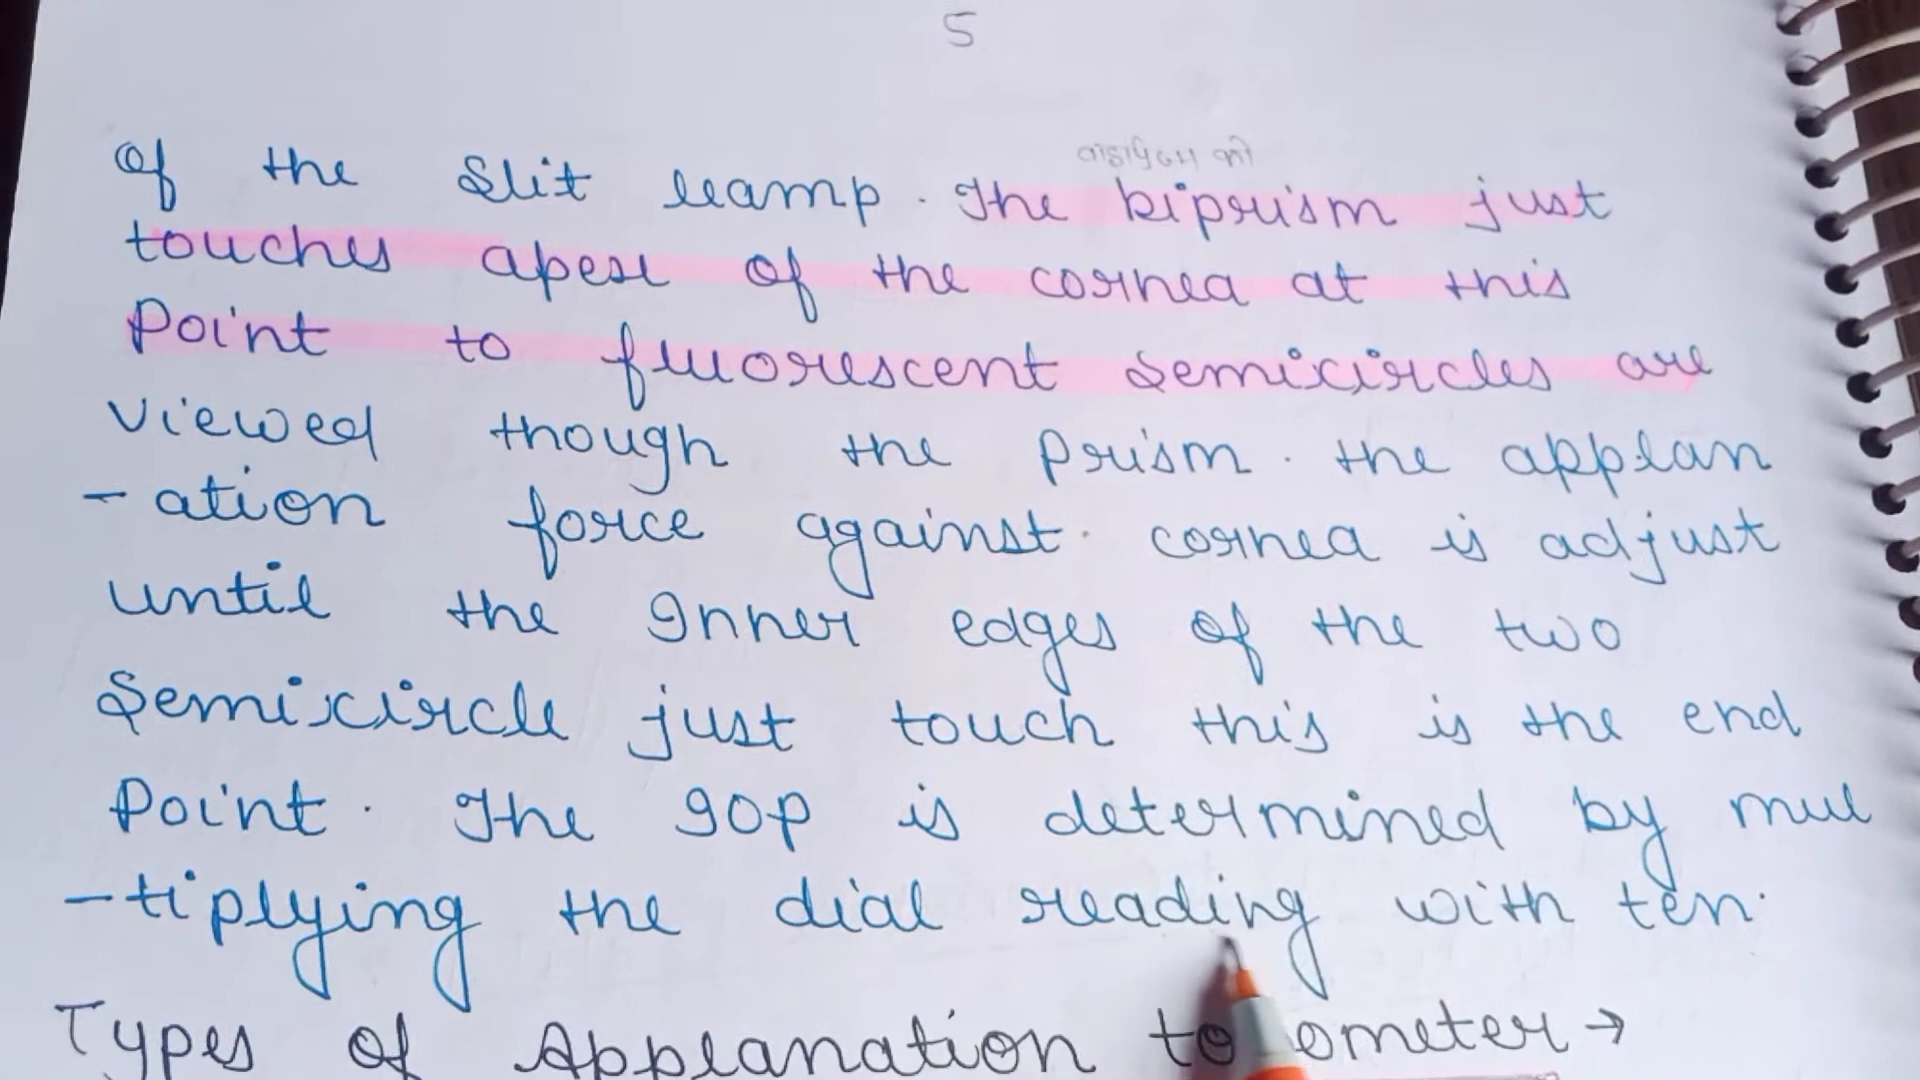 5
of the Slit leamp. The biprism just
touches apex of the cornea at this
Point to fluorescent semicircles are
viewed though the Prism. the applan
-ation force against cornea is adjust
until the Inner edges of the two
Semicircle just touch this is the end
Point. The IOP is determined by mul
-tiplying the dial reading with ten.
Types of Applanation to ometer →